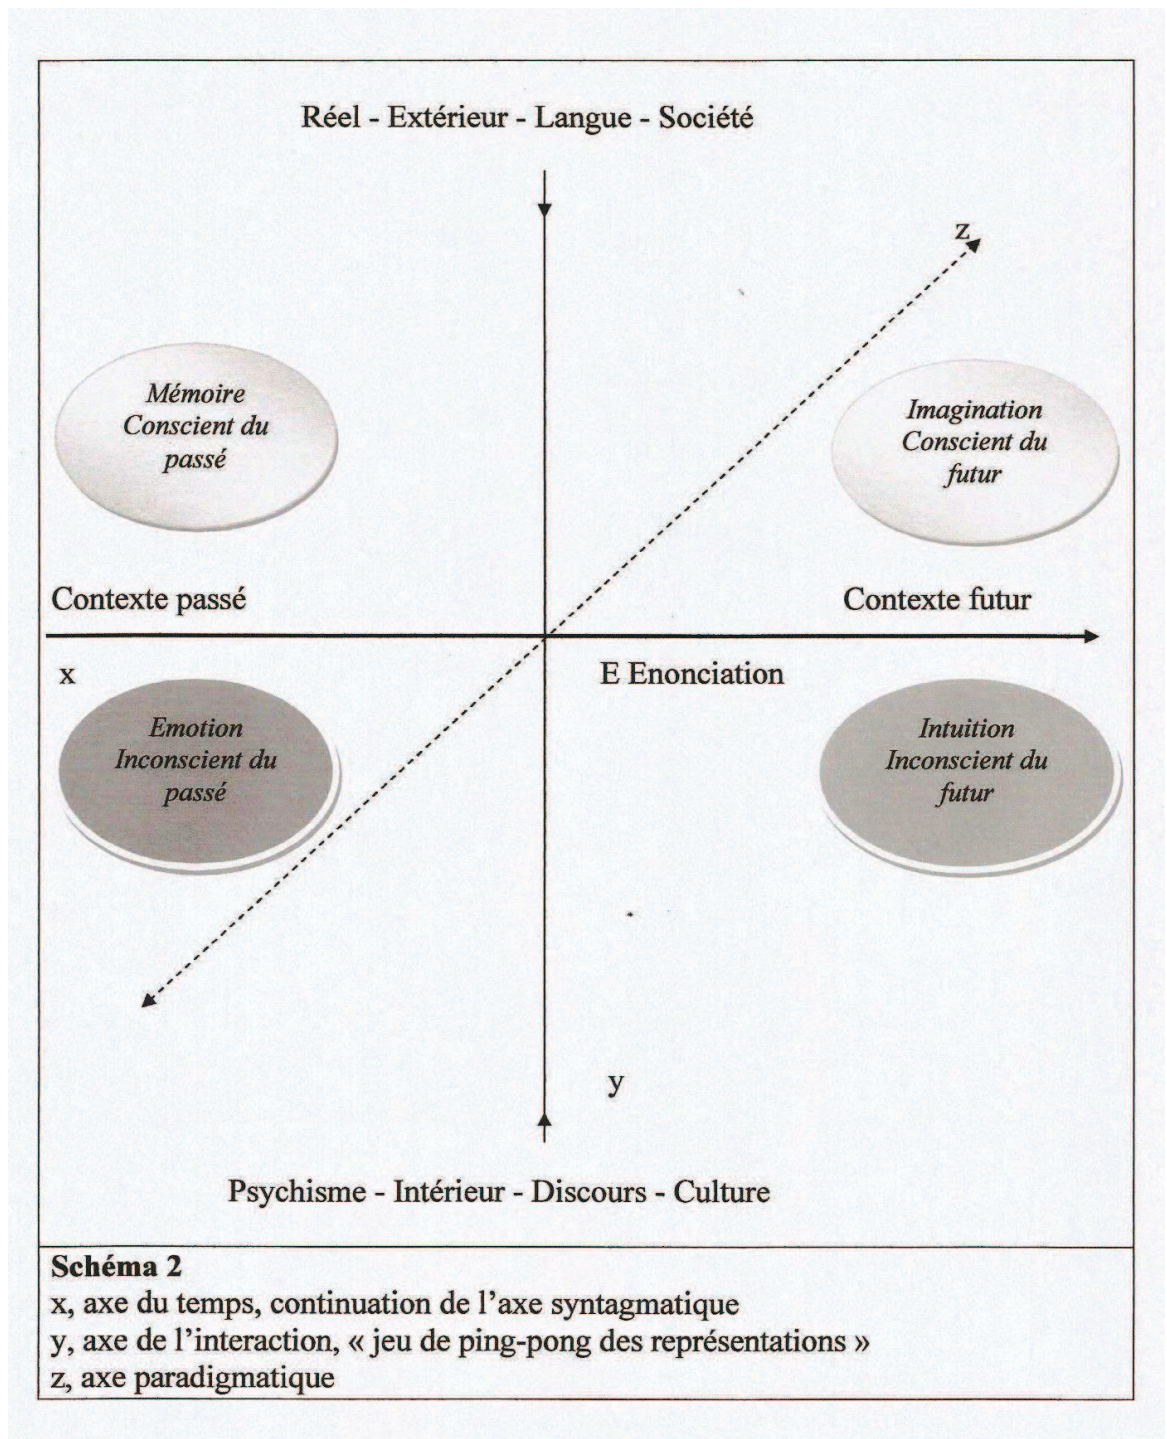 Réel - Extérieur - Langue - Société
z
Mémoire
Conscient du
passé
Imagination
Conscient du
futur
Contexte passé
Contexte futur
x
E Enonciation
Emotion
Inconscient du
passé
Intuition
Inconscient du
futur
y
Psychisme - Intérieur - Discours - Culture
Schéma 2
x, axe du temps, continuation de l'axe syntagmatique
y, axe de l'interaction, « jeu de ping-pong des représentations »
z, axe paradigmatique